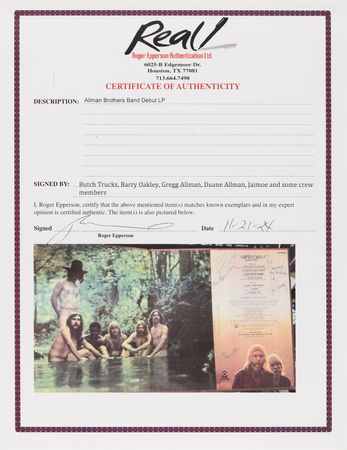 Real!
Roger Epperson Authentication Ltd.
6025-B Edgemoor Dr.
Houston, TX 77081
713.664.7498
CERTIFICATE OF AUTHENTICITY
DESCRIPTION: Allman Brothers Band Debut LP
SIGNED BY: Butch Trucks, Barry Oakley, Gregg Allman, Duane Allman, Jaimoe and some crew
members
I, Roger Epperson, certify that the above mentioned item(s) matches known exemplars and in my expert
opinion is certified authentic. The item(s) is also pictured below.
Signed Date 11-21-24
Roger Epperson